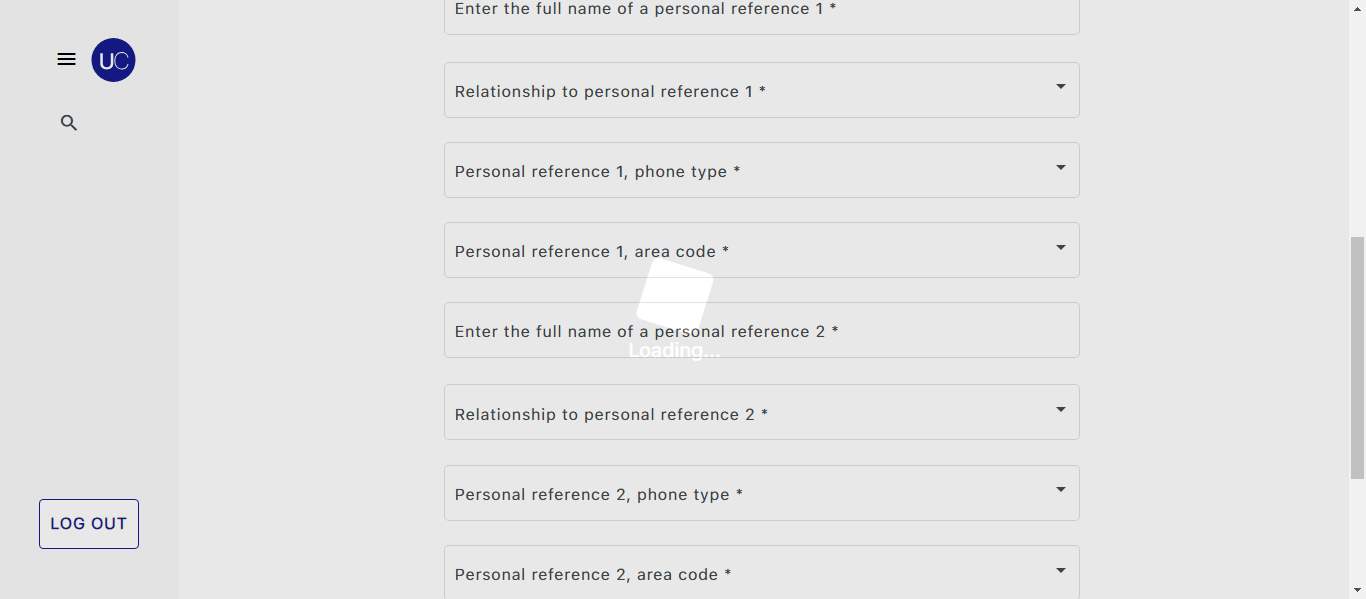 UC
Enter the full name of a personal reference 1 *
Relationship to personal reference 1 *
Personal reference 1, phone type *
Personal reference 1, area code *
Enter the full name of a personal reference 2 *
Loading...
Relationship to personal reference 2 *
Personal reference 2, phone type *
LOG OUT
Personal reference 2, area code *